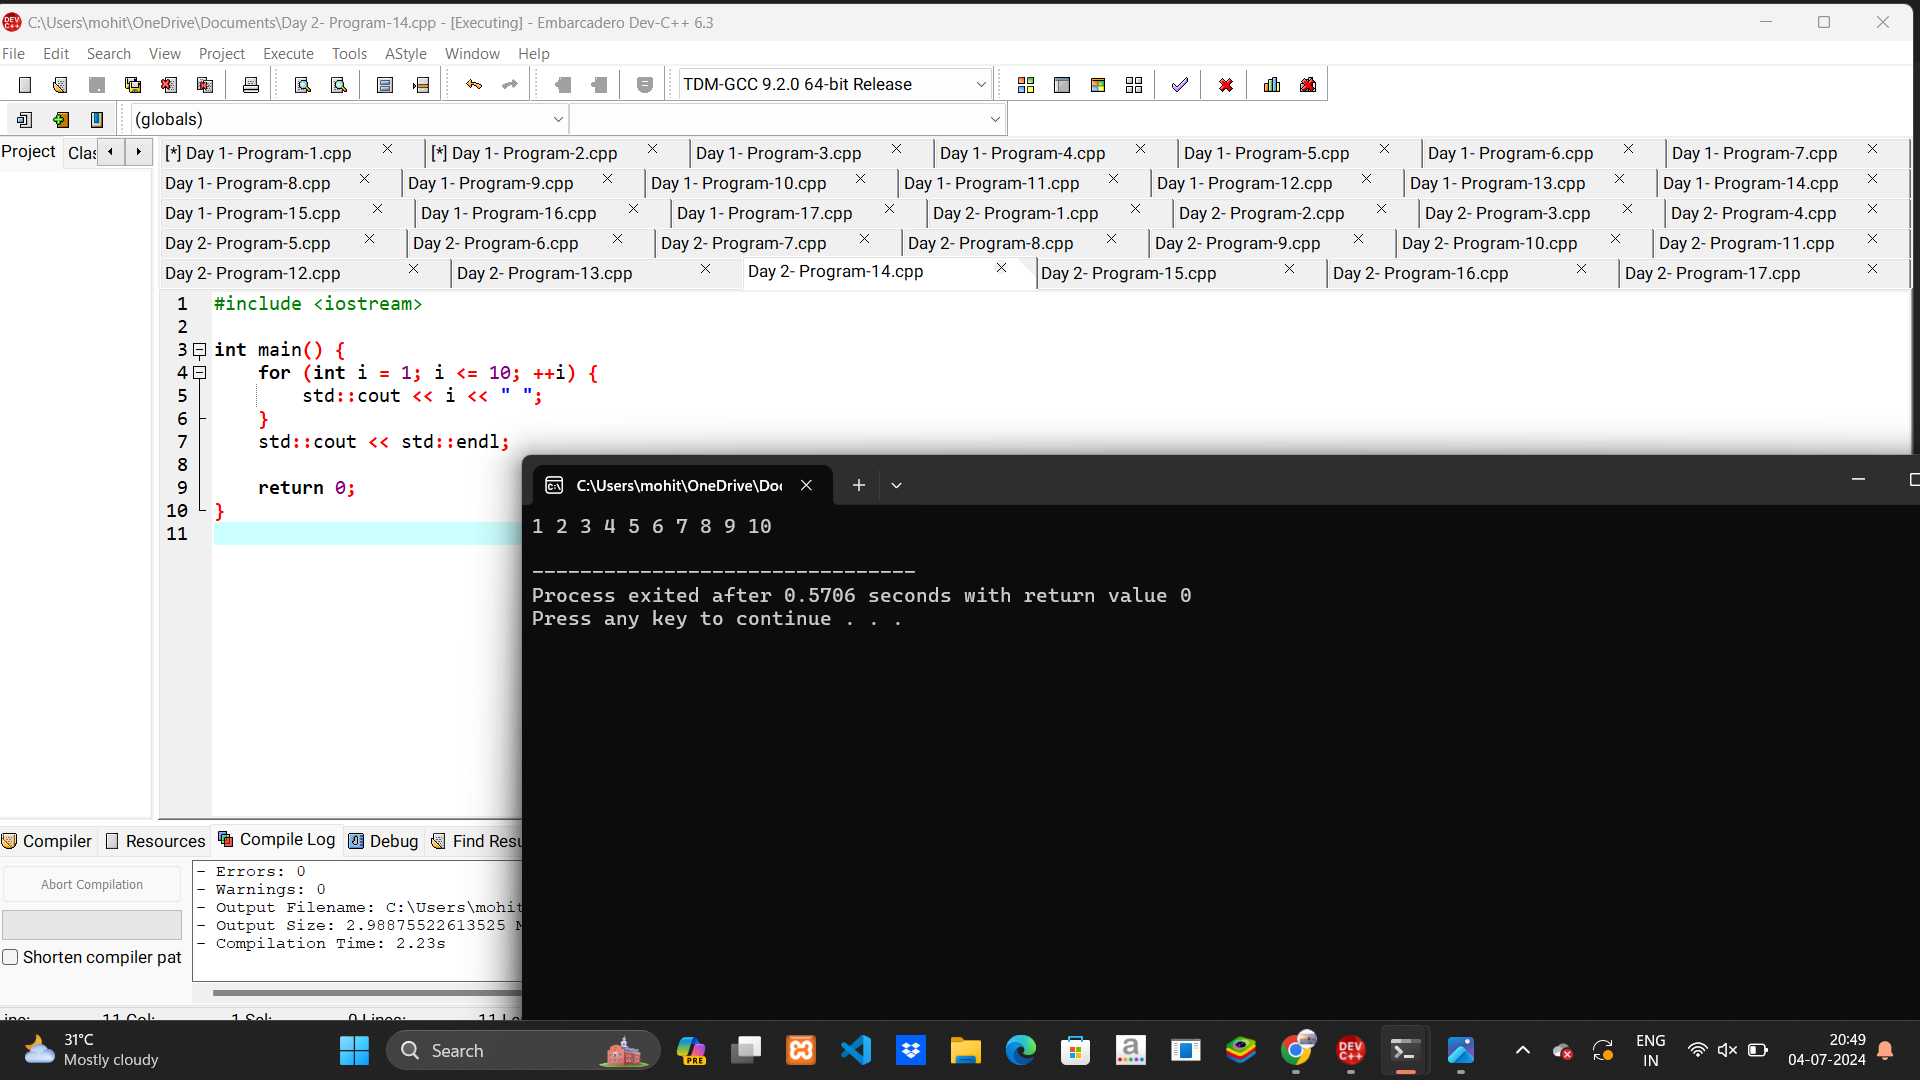 C:\Users\mohit\OneDrive\Documents\Day 2- Program-14.cpp - [Executing] - Embarcadero Dev-C++ 6.3
File Edit Search View Project Execute Tools AStyle Window Help
TDM-GCC 9.2.0 64-bit Release
(globals)
Project Clas
[*] Day 1- Program-1.cpp [*] Day 1- Program-2.cpp Day 1- Program-3.cpp Day 1- Program-4.cpp Day 1- Program-5.cpp Day 1- Program-6.cpp Day 1- Program-7.cpp
Day 1- Program-8.cpp Day 1- Program-9.cpp Day 1- Program-10.cpp Day 1- Program-11.cpp Day 1- Program-12.cpp Day 1- Program-13.cpp Day 1- Program-14.cpp
Day 1- Program-15.cpp Day 1- Program-16.cpp Day 1- Program-17.cpp Day 2- Program-1.cpp Day 2- Program-2.cpp Day 2- Program-3.cpp Day 2- Program-4.cpp
Day 2- Program-5.cpp Day 2- Program-6.cpp Day 2- Program-7.cpp Day 2- Program-8.cpp Day 2- Program-9.cpp Day 2- Program-10.cpp Day 2- Program-11.cpp
Day 2- Program-12.cpp Day 2- Program-13.cpp Day 2- Program-14.cpp Day 2- Program-15.cpp Day 2- Program-16.cpp Day 2- Program-17.cpp
1 #include <iostream>
2
3 int main() {
4 for (int i = 1; i <= 10; ++i) {
5 std::cout << i << " ";
6 }
7 std::cout << std::endl;
8
9 return 0;
10 }
11
C:\Users\mohit\OneDrive\Do
1 2 3 4 5 6 7 8 9 10
--------------------------------
Process exited after 0.5706 seconds with return value 0
Press any key to continue . . .
Compiler Resources Compile Log Debug Find Resu
Abort Compilation
Shorten compiler pat
- Errors: 0
- Warnings: 0
- Output Filename: C:\Users\mohit
- Output Size: 2.98875522613525 M
- Compilation Time: 2.23s
11 Col: 1 Sel: 0 Lines: 11
31°C
Mostly cloudy
Search
PRE
DEV C++
ENG
IN
20:49
04-07-2024